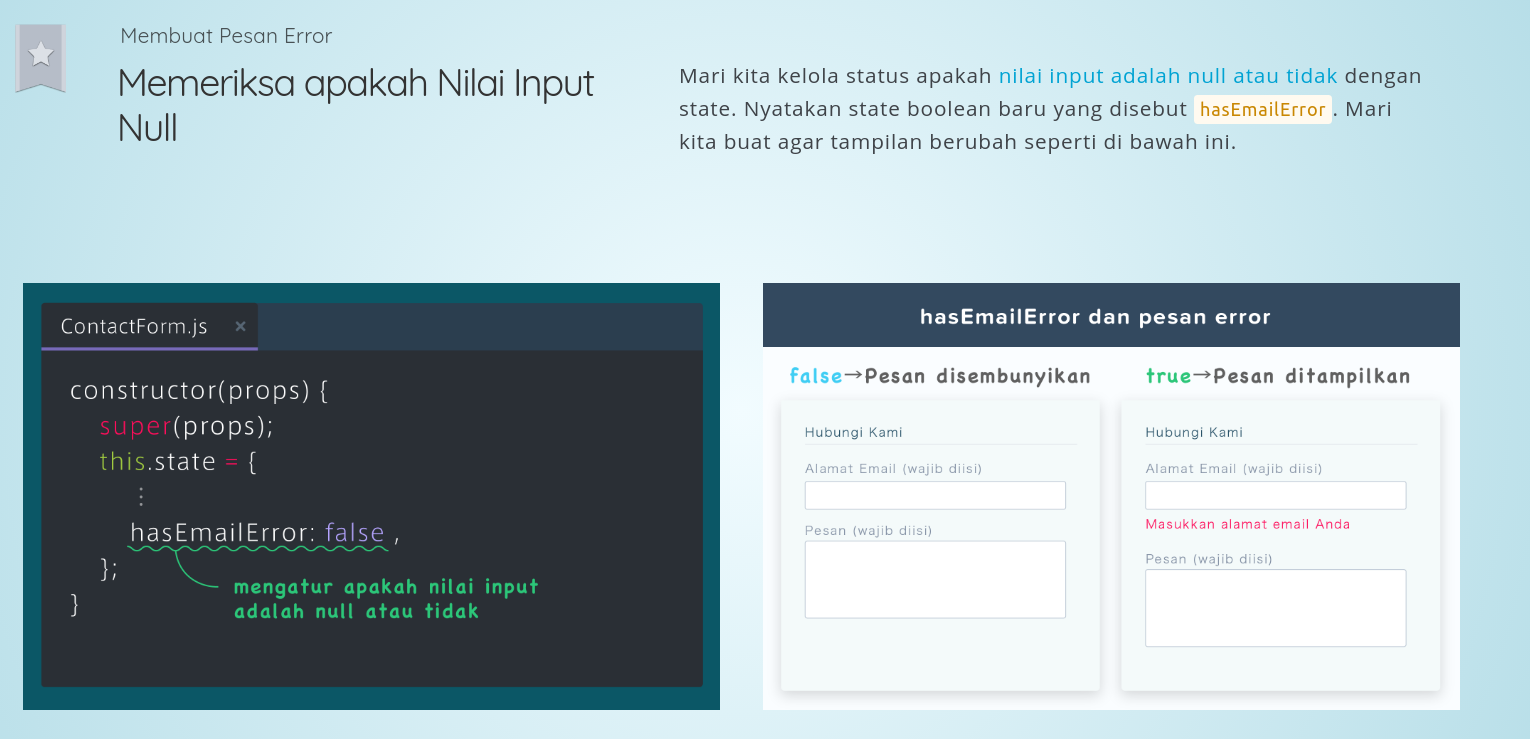 Membuat Pesan Error
Memeriksa apakah Nilai Input
Null
Mari kita kelola status apakah nilai input adalah null atau tidak dengan
state. Nyatakan state boolean baru yang disebut hasEmailError. Mari
kita buat agar tampilan berubah seperti di bawah ini.
ContactForm.js ×
constructor(props) {
super(props);
this.state = {
⋮
hasEmailError: false ,
};
mengatur apakah nilai input
adalah null atau tidak
}
hasEmailError dan pesan error
false→Pesan disembunyikan
Hubungi Kami
Alamat Email (wajib diisi)
Pesan (wajib diisi)
true→Pesan ditampilkan
Hubungi Kami
Alamat Email (wajib diisi)
Masukkan alamat email Anda
Pesan (wajib diisi)